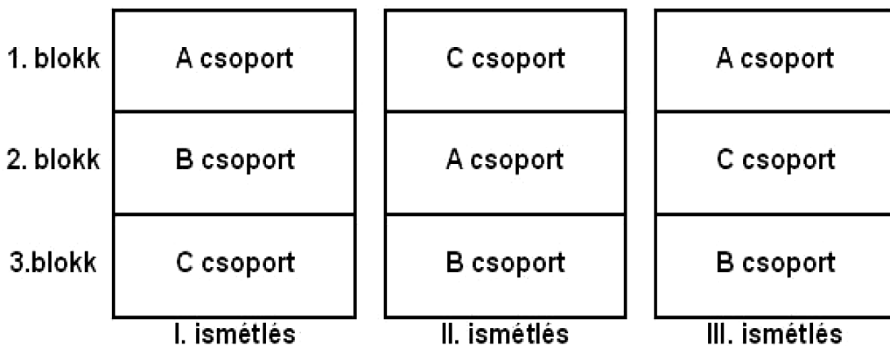 1. blokk A csoport C csoport A csoport
2. blokk B csoport A csoport C csoport
3.blokk C csoport B csoport B csoport
I. ismétlés II. ismétlés III. ismétlés